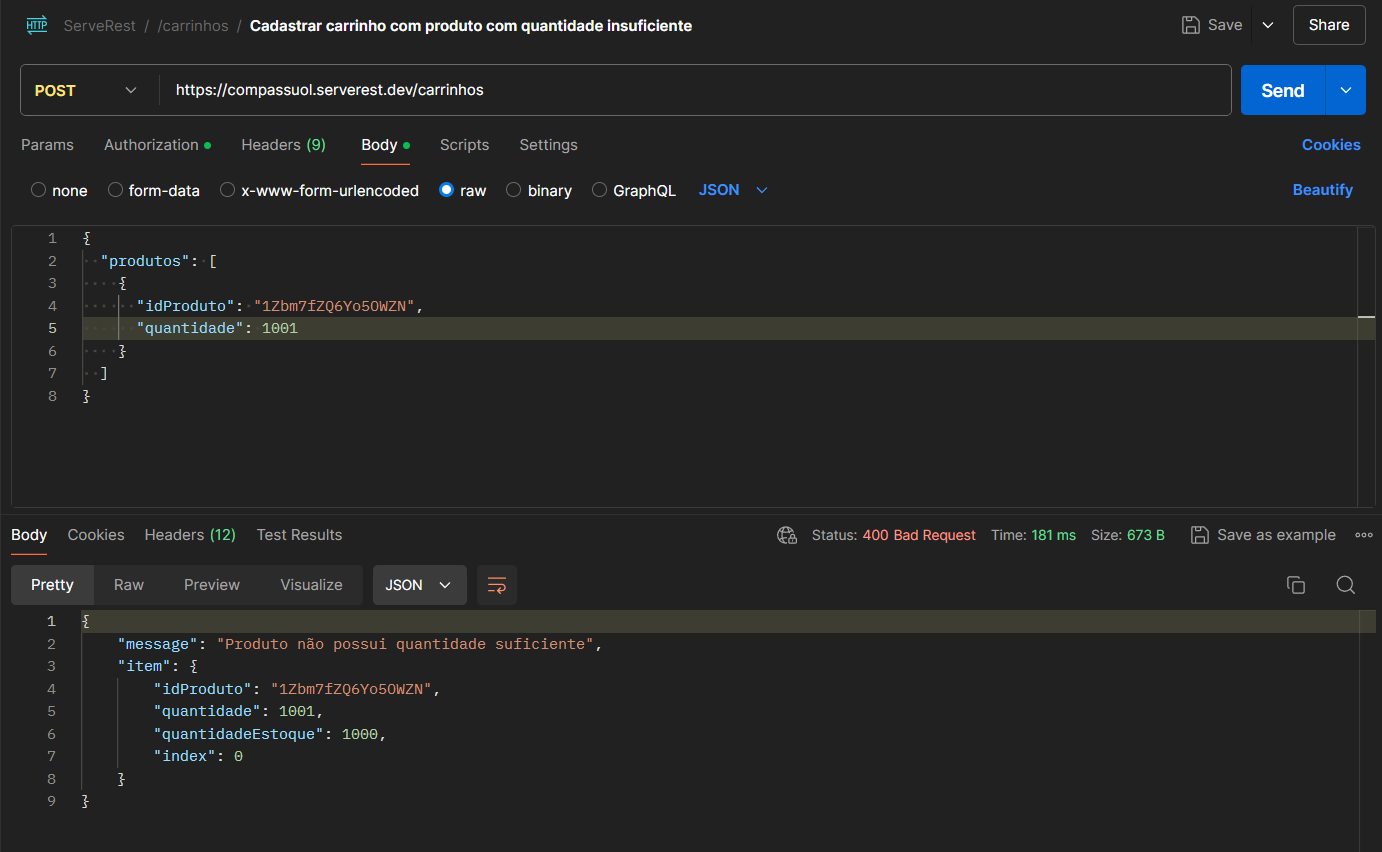 HTTP ServeRest / /carrinhos / Cadastrar carrinho com produto com quantidade insuficiente Save Share
POST https://compassuol.serverest.dev/carrinhos Send
Params Authorization Headers (9) Body Scripts Settings Cookies
none form-data x-www-form-urlencoded raw binary GraphQL JSON Beautify
1 {
2 "produtos": [
3 {
4 "idProduto": "1Zbm7fZQ6Yo5OWZN",
5 "quantidade": 1001
6 }
7 ]
8 }
Body Cookies Headers (12) Test Results Status: 400 Bad Request Time: 181 ms Size: 673 B Save as example
Pretty Raw Preview Visualize JSON
1 {
2 "message": "Produto não possui quantidade suficiente",
3 "item": {
4 "idProduto": "1Zbm7fZQ6Yo5OWZN",
5 "quantidade": 1001,
6 "quantidadeEstoque": 1000,
7 "index": 0
8 }
9 }